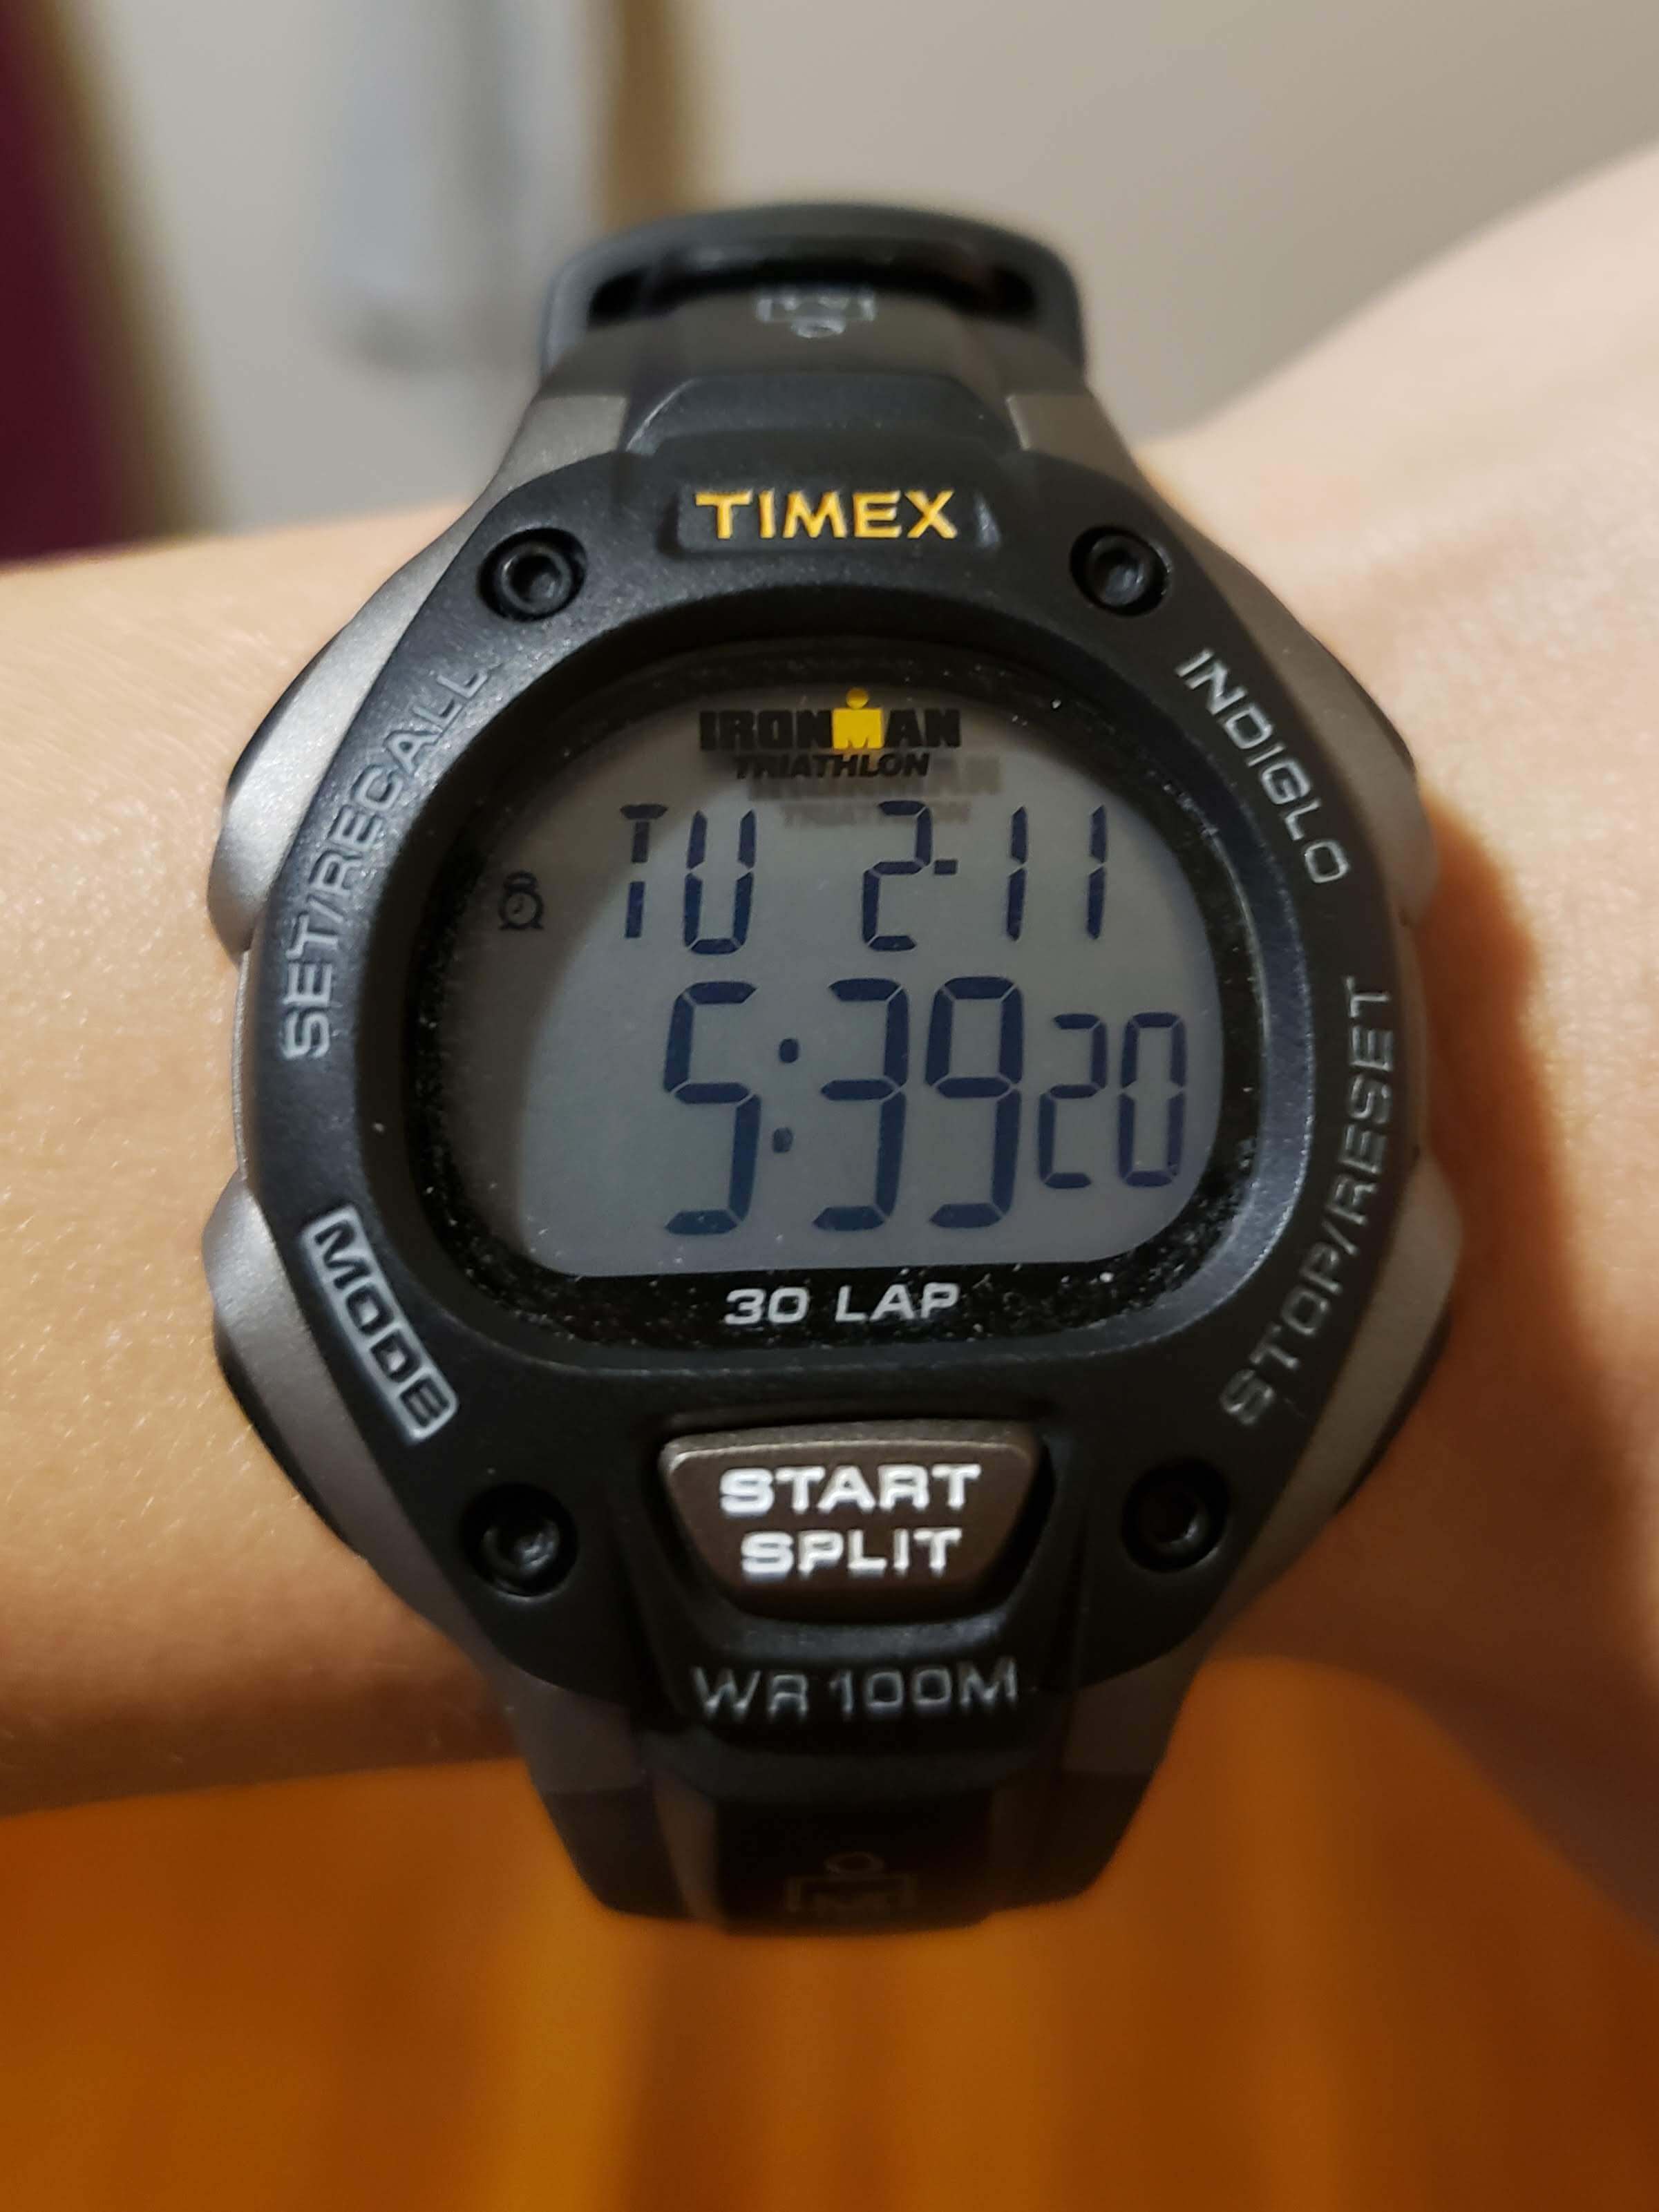 TIMEX
INDIGLO
SET/RECALL
IRONMAN
TRIATHLON
TU 2-11
5:39 20
30 LAP
MODE
STOP/RESET
START
SPLIT
WR 100M